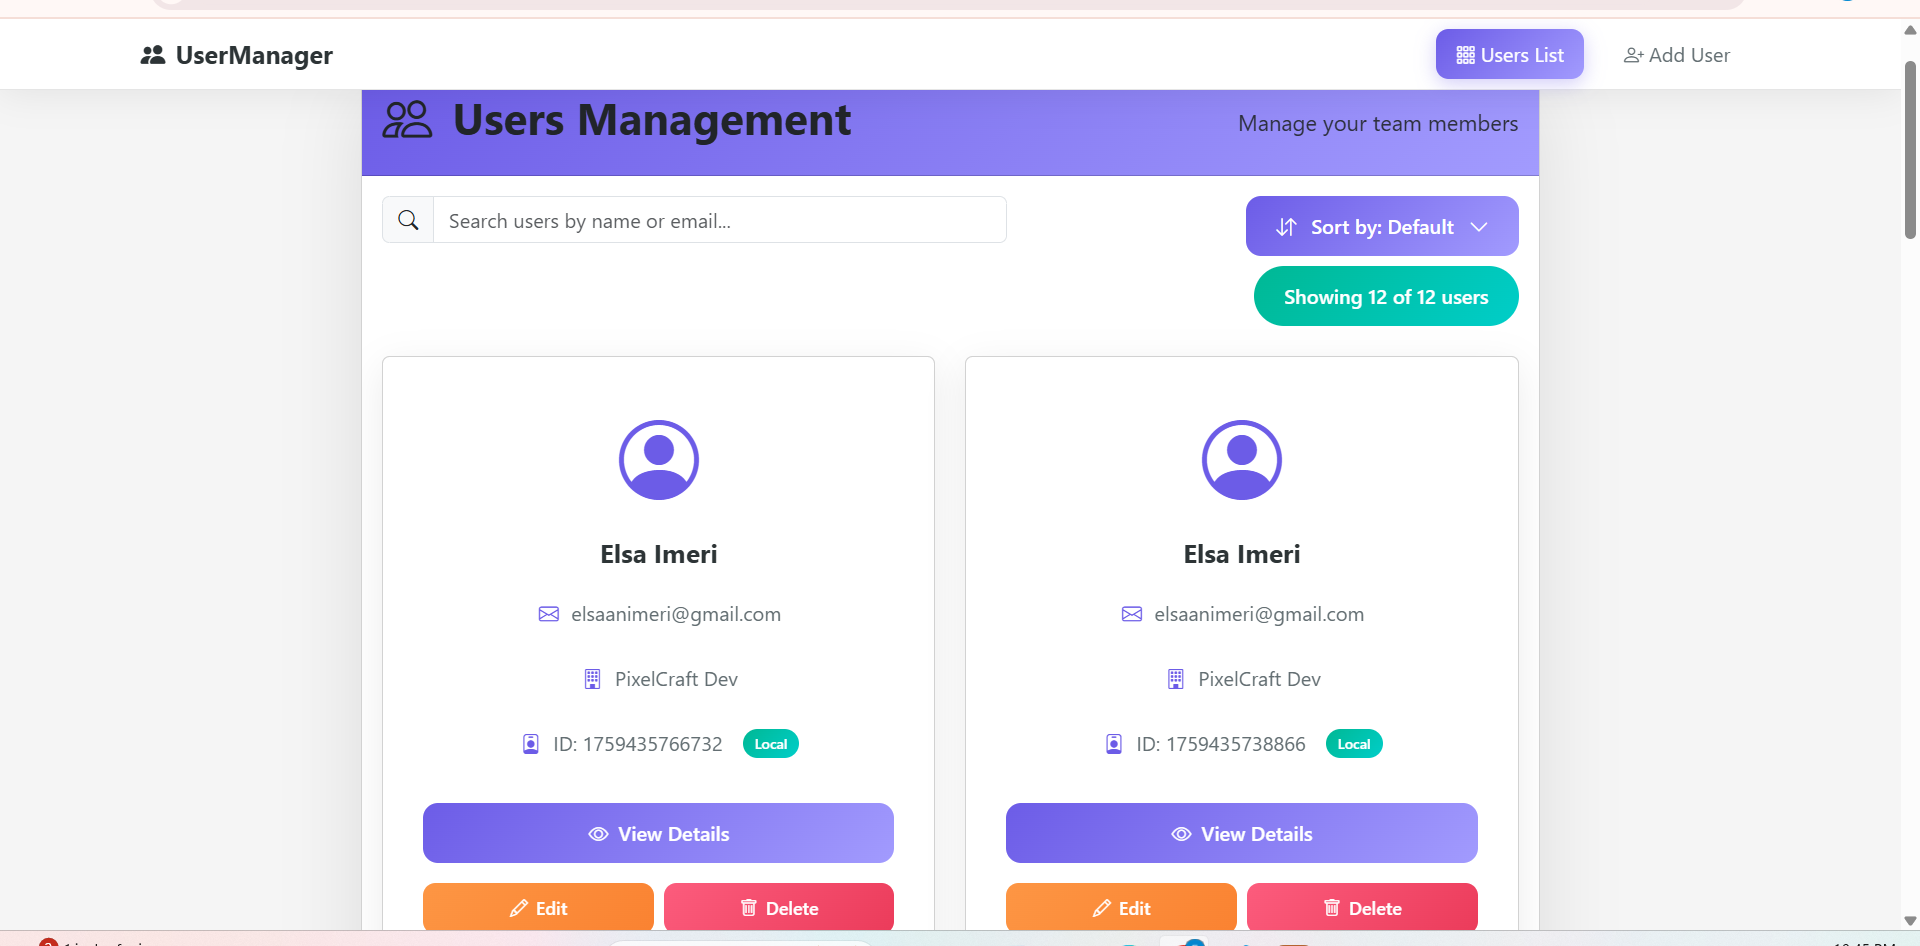 UserManager
Users List
Add User
Users Management
Manage your team members
Search users by name or email...
Sort by: Default
Showing 12 of 12 users
Elsa Imeri
elsaanimeri@gmail.com
PixelCraft Dev
ID: 1759435766732 Local
View Details
Edit
Delete
Elsa Imeri
elsaanimeri@gmail.com
PixelCraft Dev
ID: 1759435738866 Local
View Details
Edit
Delete